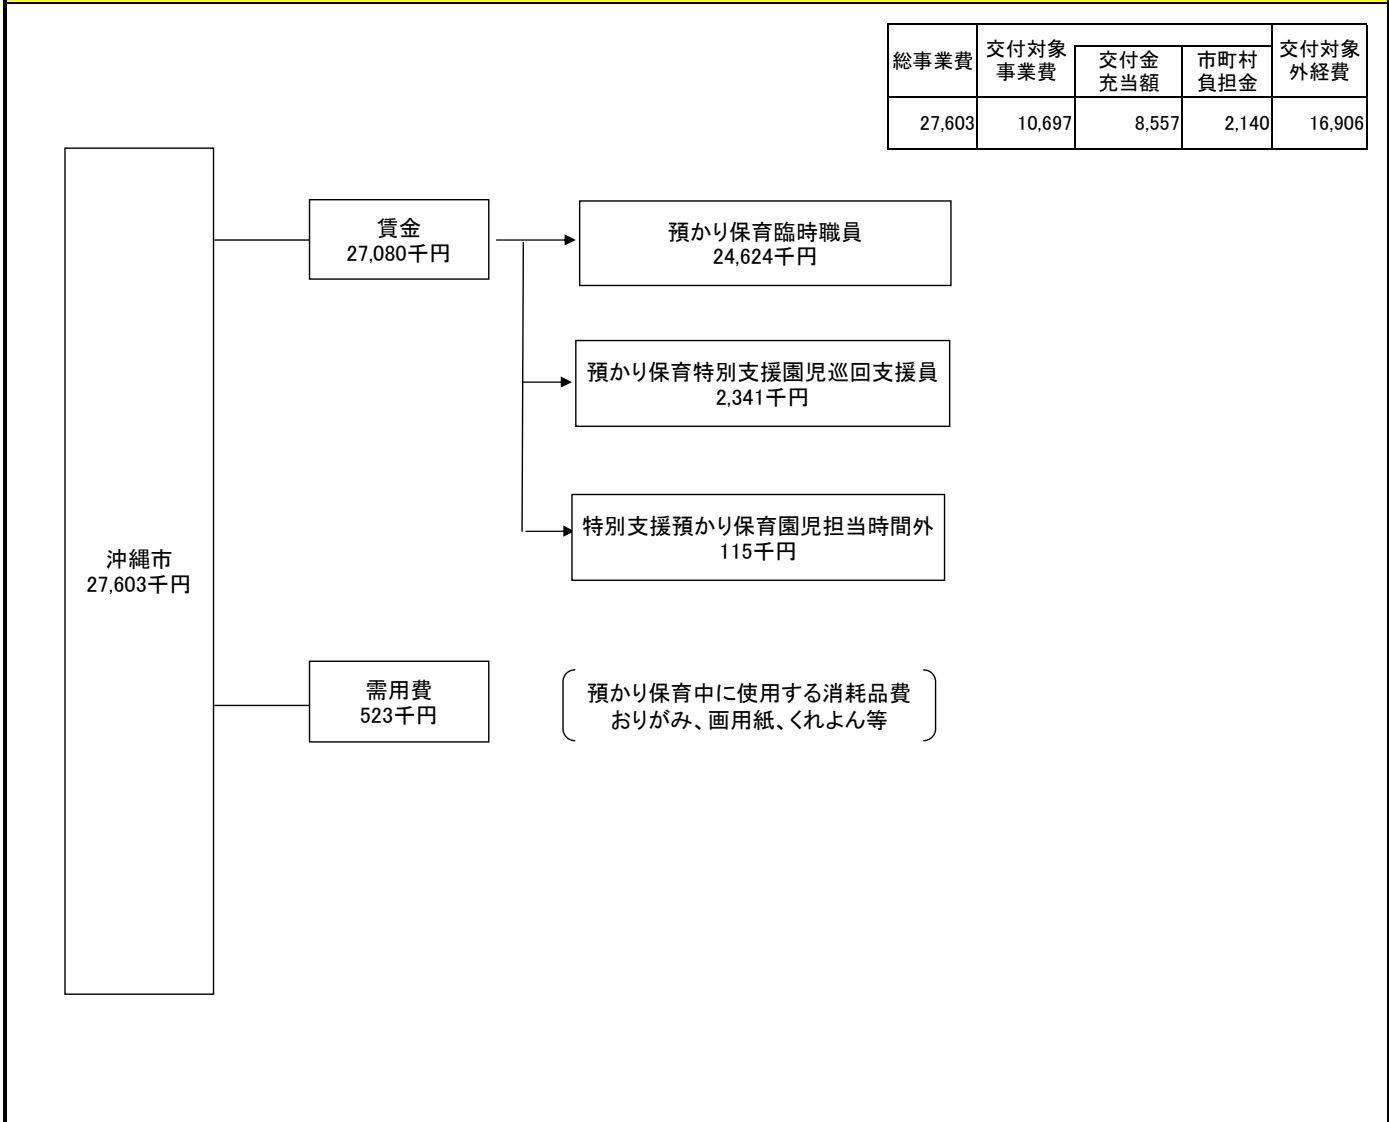 総事業費
交付対象
事業費
交付金
充当額
市町村
負担金
交付対象
外経費
27,603
10,697
8,557
2,140
16,906
賃金
27,080千円
預かり保育臨時職員
24,624千円
預かり保育特別支援園児巡回支援員
2,341千円
特別支援預かり保育園児担当時間外
115千円
沖縄市
27,603千円
需用費
523千円
預かり保育中に使用する消耗品費
おりがみ、画用紙、くれよん等